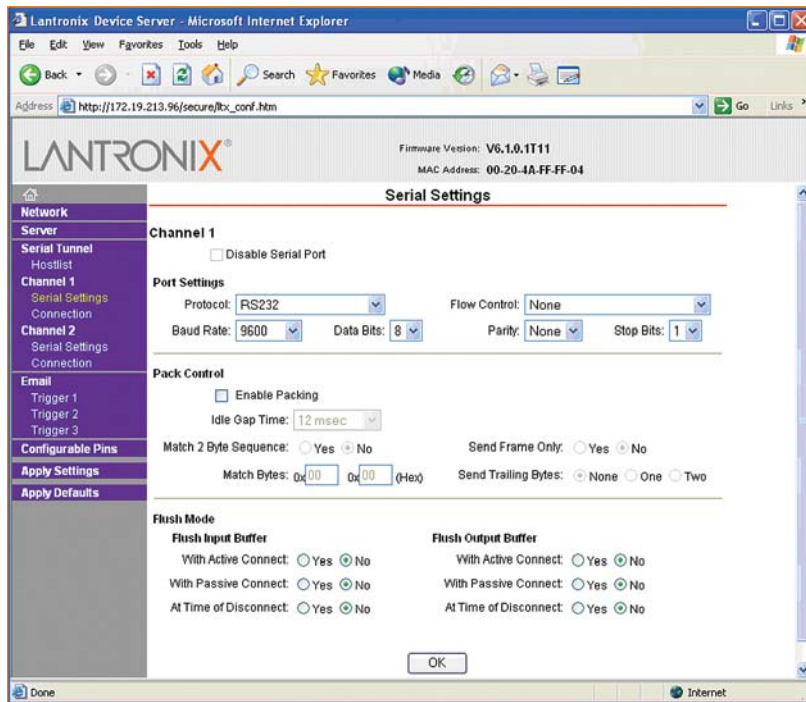 Lantronix Device Server - Microsoft Internet Explorer
File Edit View Favorites Tools Help
Back Search Favorites Media
Address http://172.19.213.96/secure/ltx_conf.htm Go Links »
LANTRONIX®
Firmware Version: V6.1.0.1T11
MAC Address: 00-20-4A-FF-FF-04
Network
Server
Serial Tunnel
Hostlist
Channel 1
Serial Settings
Connection
Channel 2
Serial Settings
Connection
Email
Trigger 1
Trigger 2
Trigger 3
Configurable Pins
Apply Settings
Apply Defaults
Serial Settings
Channel 1
Disable Serial Port
Port Settings
Protocol: RS232 Flow Control: None
Baud Rate: 9600 Data Bits: 8 Parity: None Stop Bits: 1
Pack Control
Enable Packing
Idle Gap Time: 12 msec
Match 2 Byte Sequence: Yes No Send Frame Only: Yes No
Match Bytes: 0x 00 0x 00 (Hex) Send Trailing Bytes: None One Two
Flush Mode
Flush Input Buffer Flush Output Buffer
With Active Connect: Yes No With Active Connect: Yes No
With Passive Connect: Yes No With Passive Connect: Yes No
At Time of Disconnect: Yes No At Time of Disconnect: Yes No
OK
Done Internet